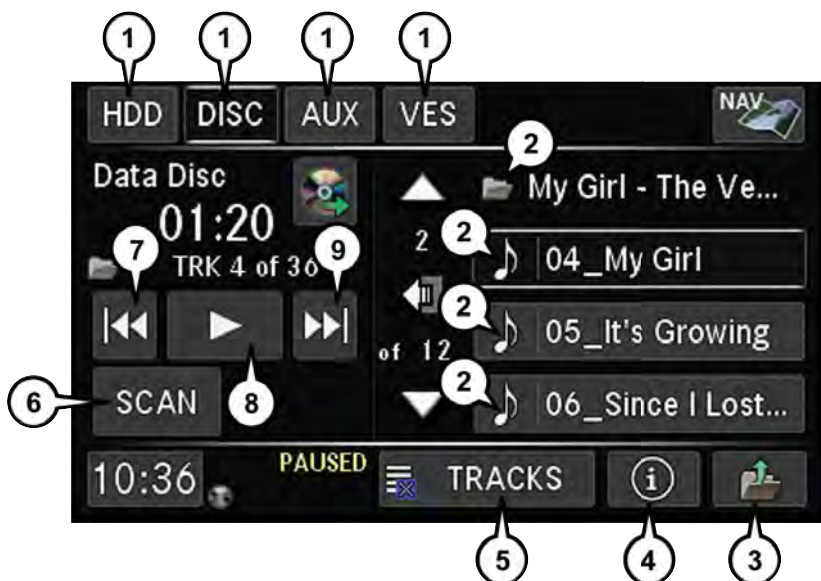 1 1 1 1
HDD DISC AUX VES NAV
2
Data Disc My Girl - The Ve...
01:20
7 9 2 2
TRK 4 of 36 04_My Girl
2
of 12 05_It's Growing
6 SCAN 8 2
06_Since I Lost...
10:36 PAUSED TRACKS i
5 4 3